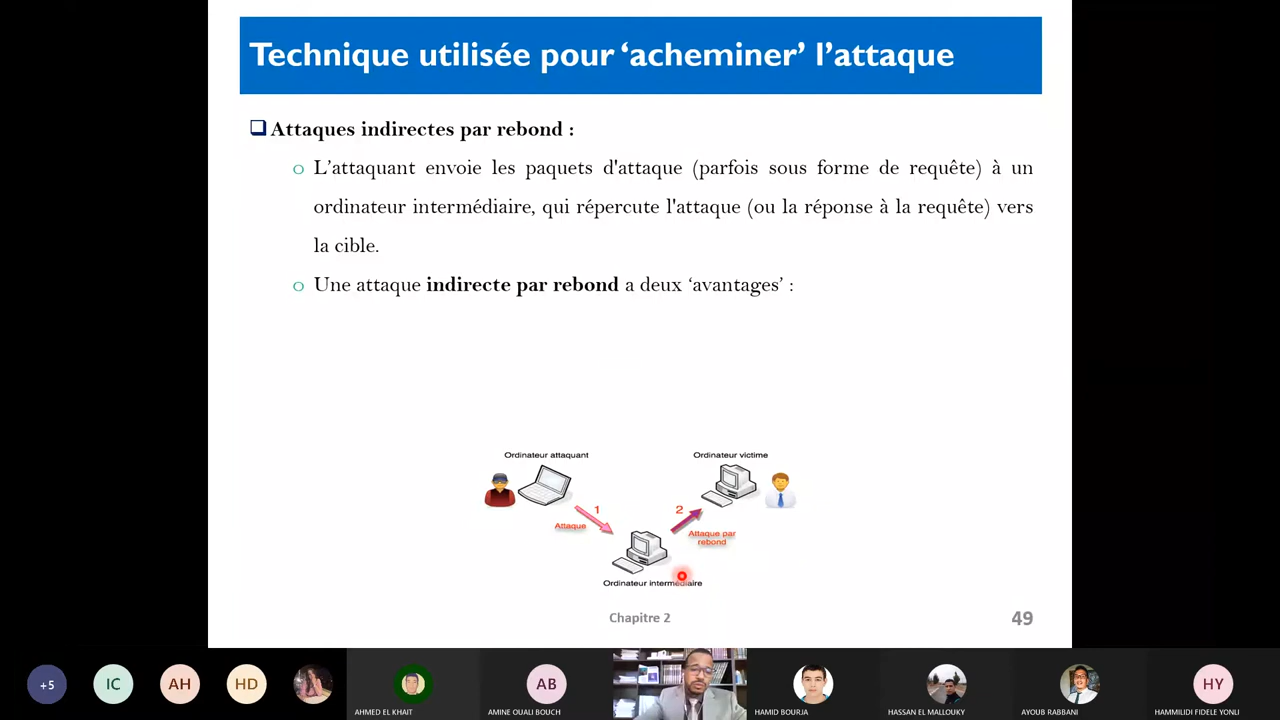 Technique utilisée pour ‘acheminer’ l’attaque
Attaques indirectes par rebond :
o L’attaquant envoie les paquets d'attaque (parfois sous forme de requête) à un
ordinateur intermédiaire, qui répercute l'attaque (ou la réponse à la requête) vers
la cible.
o Une attaque indirecte par rebond a deux ‘avantages’ :
Ordinateur attaquant
Ordinateur victime
1
2
Attaque
Attaque par
rebond
Ordinateur intermédiaire
Chapitre 2
49
+5
IC
AH
HD
AB
HY
AHMED EL KHAIT
AMINE OUALI BOUCH
HAMID BOURJA
HASSAN EL MALLOUKY
AYOUB RABBANI
HAMMILIDI FIDELE YONLI